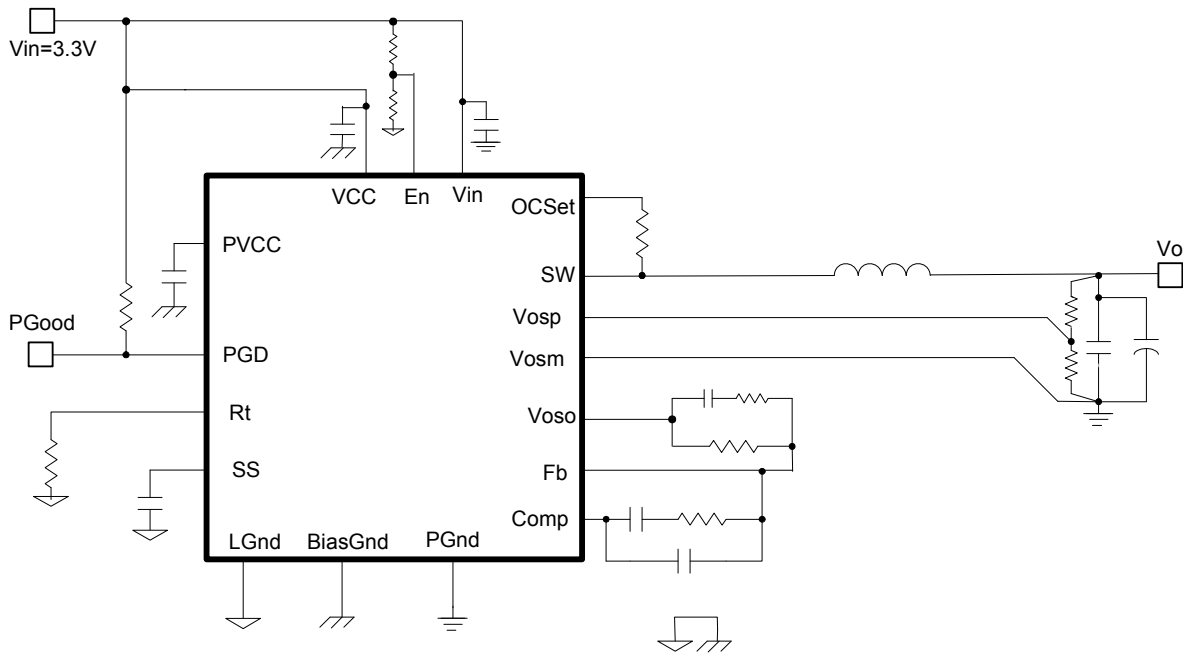 Vin=3.3V
VCC
En
Vin
OCSet
PVCC
SW
Vo
Vosp
PGood
PGD
Vosm
Rt
Voso
SS
Fb
Comp
LGnd
BiasGnd
PGnd